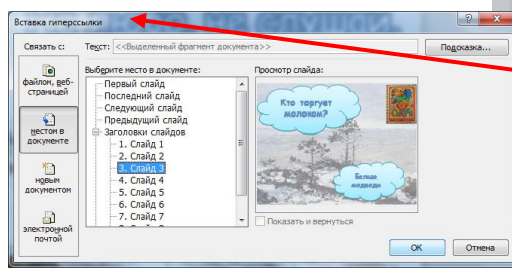 Вставка гиперссылки
Связать с:
Текст: <<Выделенный фрагмент документа>>
Подсказка...
файлом, веб-
страницей
местом в
документе
новым
документом
электронной
почтой
Выберите место в документе:
Первый слайд
Последний слайд
Следующий слайд
Предыдущий слайд
Заголовки слайдов
1. Слайд 1
2. Слайд 2
3. Слайд 3
4. Слайд 4
5. Слайд 5
6. Слайд 6
7. Слайд 7
Просмотр слайда:
Кто торгует
молоком?
Белые
медведи
Показать и вернуться
ОК
Отмена